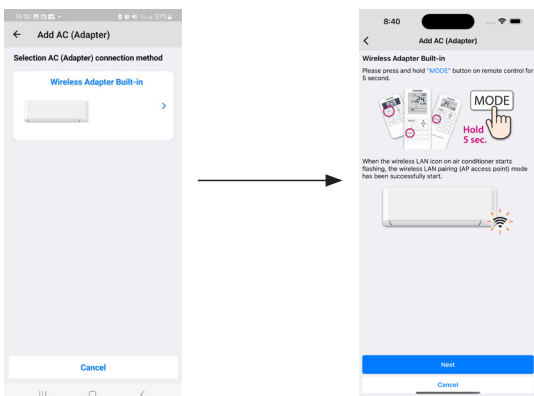 16:00
57%
Add AC (Adapter)
Selection AC (Adapter) connection method
Wireless Adapter Built-in
Cancel
8:40
Add AC (Adapter)
Wireless Adapter Built-in
Please press and hold "MODE" button on remote control for
5 second.
MODE
Hold
5 sec.
When the wireless LAN icon on air conditioner starts
flashing, the wireless LAN pairing (AP access point) mode
has been successfully start.
Next
Cancel